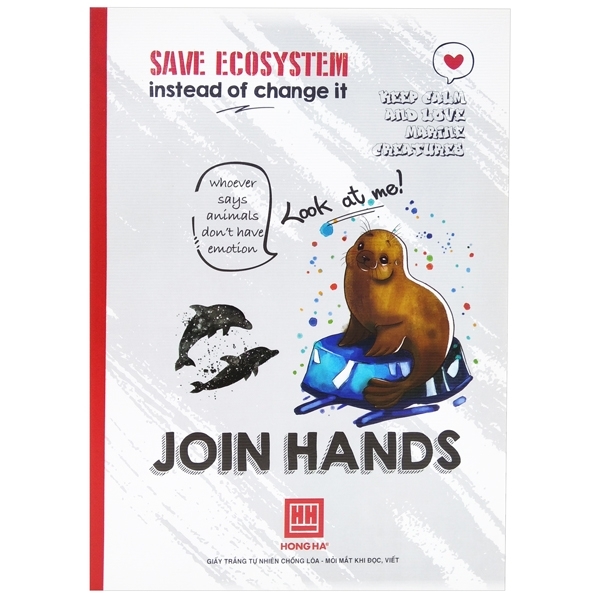 SAVE ECOSYSTEM
instead of change it
KEEP CALM
AND LOVE
MARINE
CREATURES
whoever
says
animals
don't have
emotion
Look at me!
JOIN HANDS
HH
HONG HA®
GIẤY TRẮNG TỰ NHIÊN CHỐNG LÓA - MỎI MẮT KHI ĐỌC, VIẾT